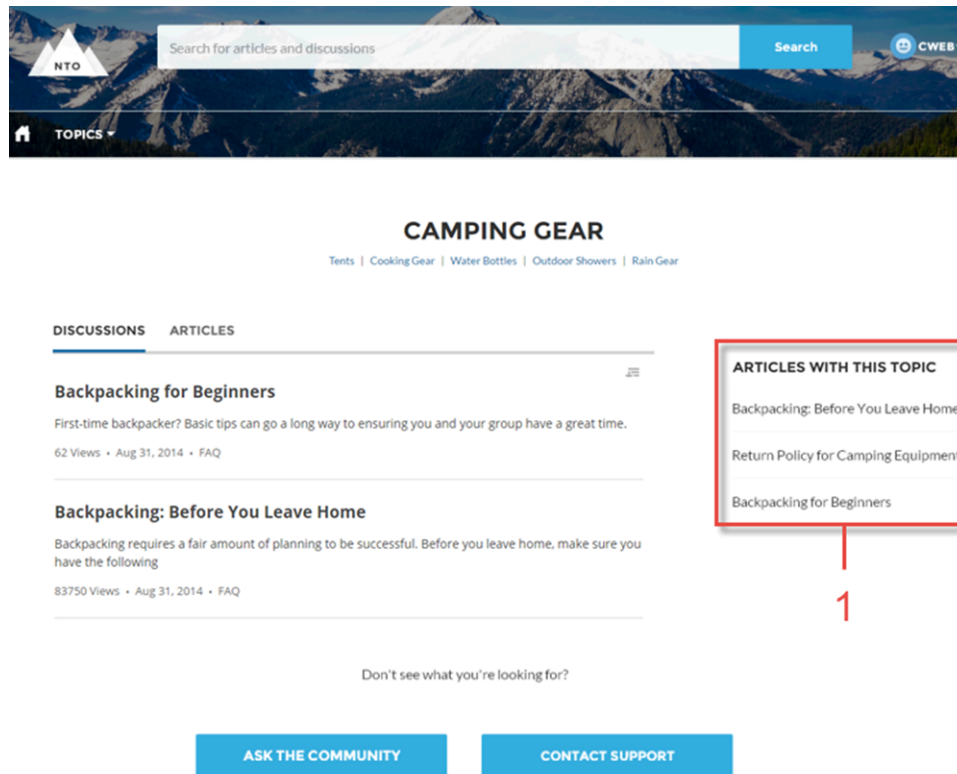 NTO
Search for articles and discussions
Search
CWEB
TOPICS
CAMPING GEAR
Tents | Cooking Gear | Water Bottles | Outdoor Showers | Rain Gear
DISCUSSIONS ARTICLES
Backpacking for Beginners
First-time backpacker? Basic tips can go a long way to ensuring you and your group have a great time.
62 Views • Aug 31, 2014 • FAQ
Backpacking: Before You Leave Home
Backpacking requires a fair amount of planning to be successful. Before you leave home, make sure you
have the following
83750 Views • Aug 31, 2014 • FAQ
ARTICLES WITH THIS TOPIC
Backpacking: Before You Leave Home
Return Policy for Camping Equipment
Backpacking for Beginners
1
Don't see what you're looking for?
ASK THE COMMUNITY
CONTACT SUPPORT